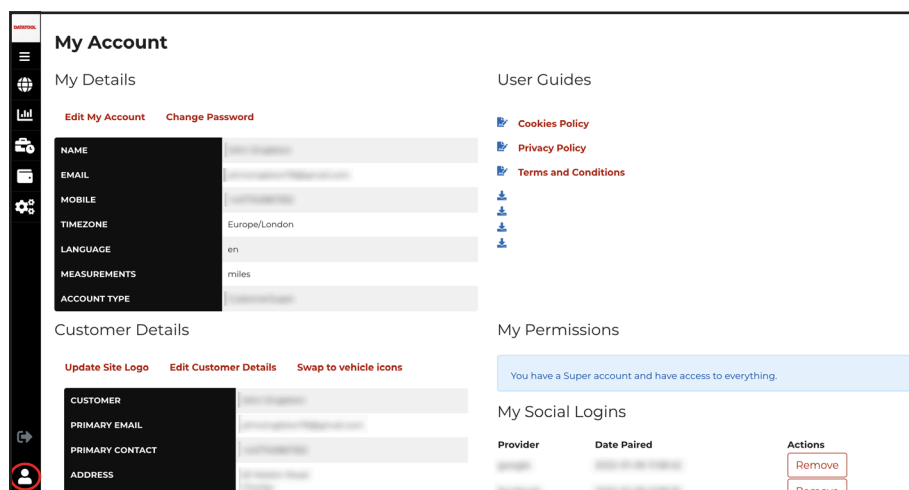 DATATOOL
My Account
My Details
Edit My Account Change Password
NAME
EMAIL
MOBILE
TIMEZONE Europe/London
LANGUAGE en
MEASUREMENTS miles
ACCOUNT TYPE
User Guides
Cookies Policy
Privacy Policy
Terms and Conditions
Customer Details
Update Site Logo Edit Customer Details Swap to vehicle icons
CUSTOMER
PRIMARY EMAIL
PRIMARY CONTACT
ADDRESS
My Permissions
You have a Super account and have access to everything.
My Social Logins
Provider Date Paired Actions
Remove
Remove